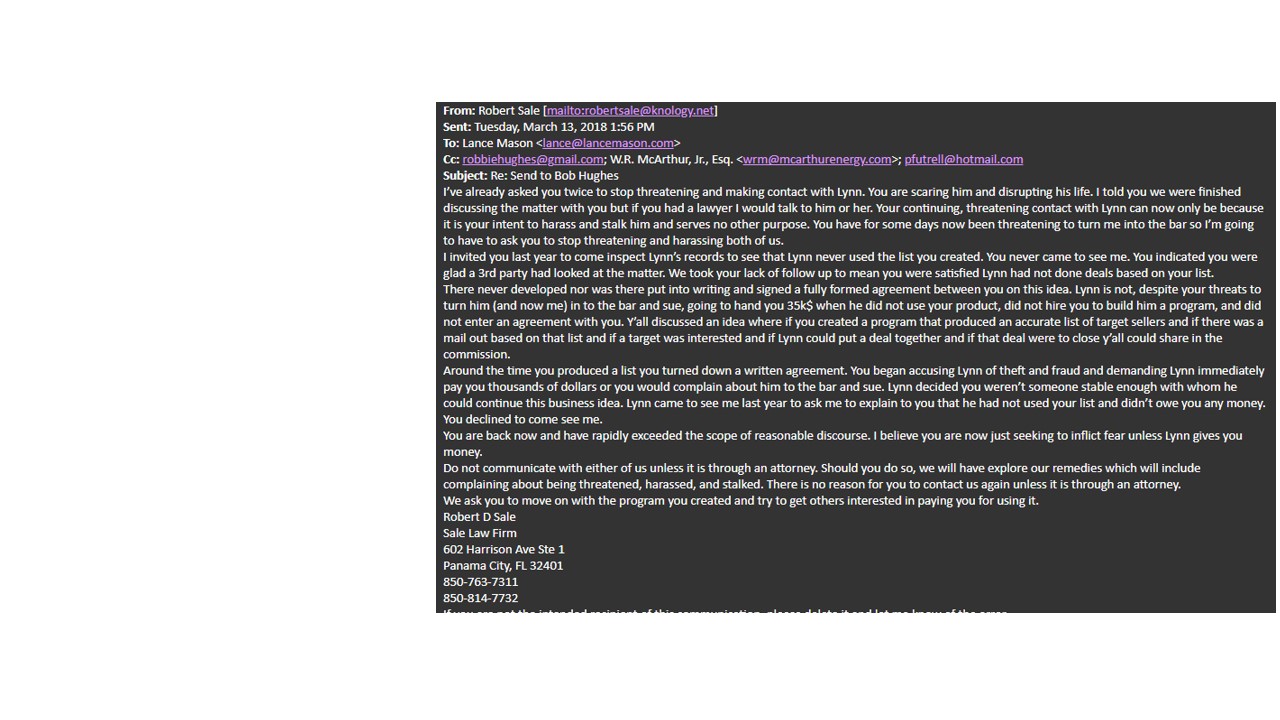 From: Robert Sale [mailto:robertsale@knology.net]
Sent: Tuesday, March 13, 2018 1:56 PM
To: Lance Mason <lance@lancemason.com>
Cc: robbiehughes@gmail.com; W.R. McArthur, Jr., Esq. <wrm@mcarthurenergy.com>; pfutrell@hotmail.com
Subject: Re: Send to Bob Hughes
I've already asked you twice to stop threatening and making contact with Lynn. You are scaring him and disrupting his life. I told you we were finished
discussing the matter with you but if you had a lawyer I would talk to him or her. Your continuing, threatening contact with Lynn can now only be because
it is your intent to harass and stalk him and serves no other purpose. You have for some days now been threatening to turn me into the bar so I'm going
to have to ask you to stop threatening and harassing both of us.
I invited you last year to come inspect Lynn's records to see that Lynn never used the list you created. You never came to see me. You indicated you were
glad a 3rd party had looked at the matter. We took your lack of follow up to mean you were satisfied Lynn had not done deals based on your list.
There never developed nor was there put into writing and signed a fully formed agreement between you on this idea. Lynn is not, despite your threats to
turn him (and now me) in to the bar and sue, going to hand you 35k$ when he did not use your product, did not hire you to build him a program, and did
not enter an agreement with you. Y'all discussed an idea where if you created a program that produced an accurate list of target sellers and if there was a
mail out based on that list and if a target was interested and if Lynn could put a deal together and if that deal were to close y'all could share in the
commission.
Around the time you produced a list you turned down a written agreement. You began accusing Lynn of theft and fraud and demanding Lynn immediately
pay you thousands of dollars or you would complain about him to the bar and sue. Lynn decided you weren't someone stable enough with whom he
could continue this business idea. Lynn came to see me last year to ask me to explain to you that he had not used your list and didn't owe you any money.
You declined to come see me.
You are back now and have rapidly exceeded the scope of reasonable discourse. I believe you are now just seeking to inflict fear unless Lynn gives you
money.
Do not communicate with either of us unless it is through an attorney. Should you do so, we will have explore our remedies which will include
complaining about being threatened, harassed, and stalked. There is no reason for you to contact us again unless it is through an attorney.
We ask you to move on with the program you created and try to get others interested in paying you for using it.
Robert D Sale
Sale Law Firm
602 Harrison Ave Ste 1
Panama City, FL 32401
850-763-7311
850-814-7732
If you are not the intended recipient of this communication, please delete it and let me know of the error.